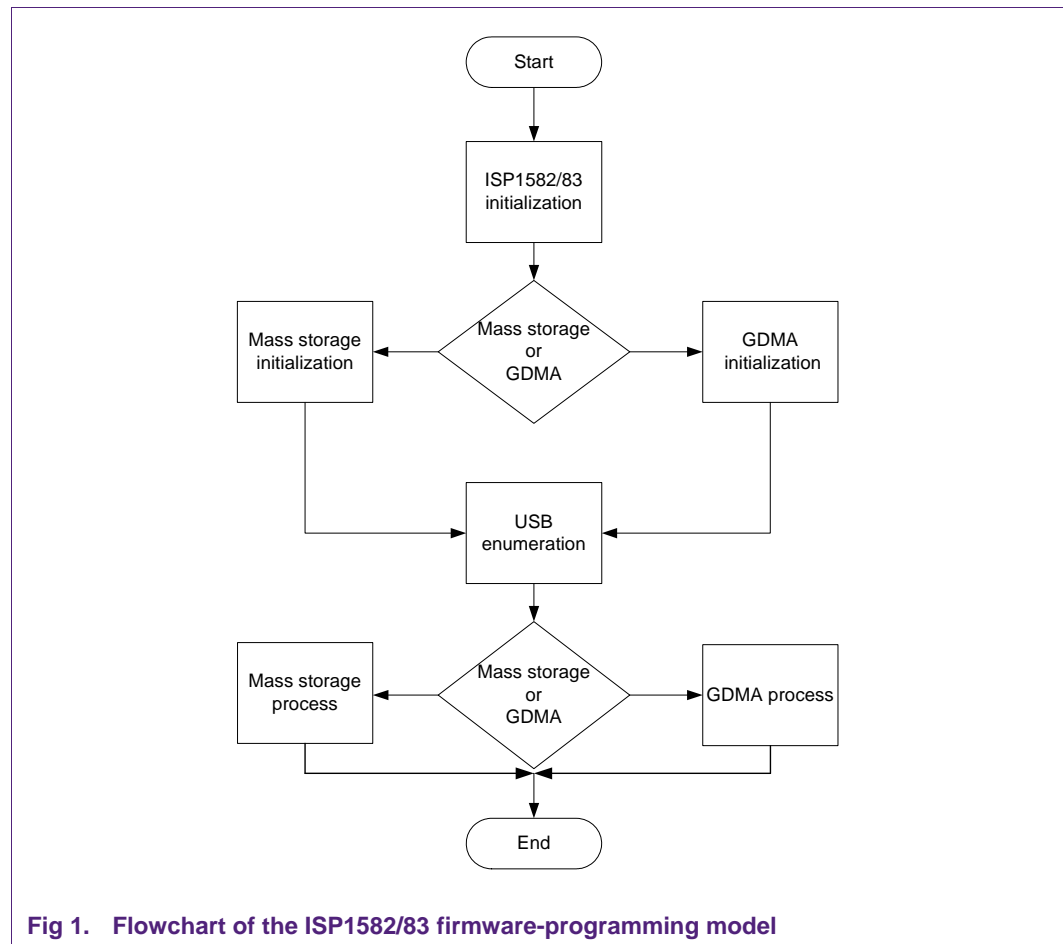 Start
ISP1582/83
initialization
Mass storage
or
GDMA
Mass storage
initialization
GDMA
initialization
USB
enumeration
Mass storage
or
GDMA
Mass storage
process
GDMA process
End
Fig 1. Flowchart of the ISP1582/83 firmware-programming model